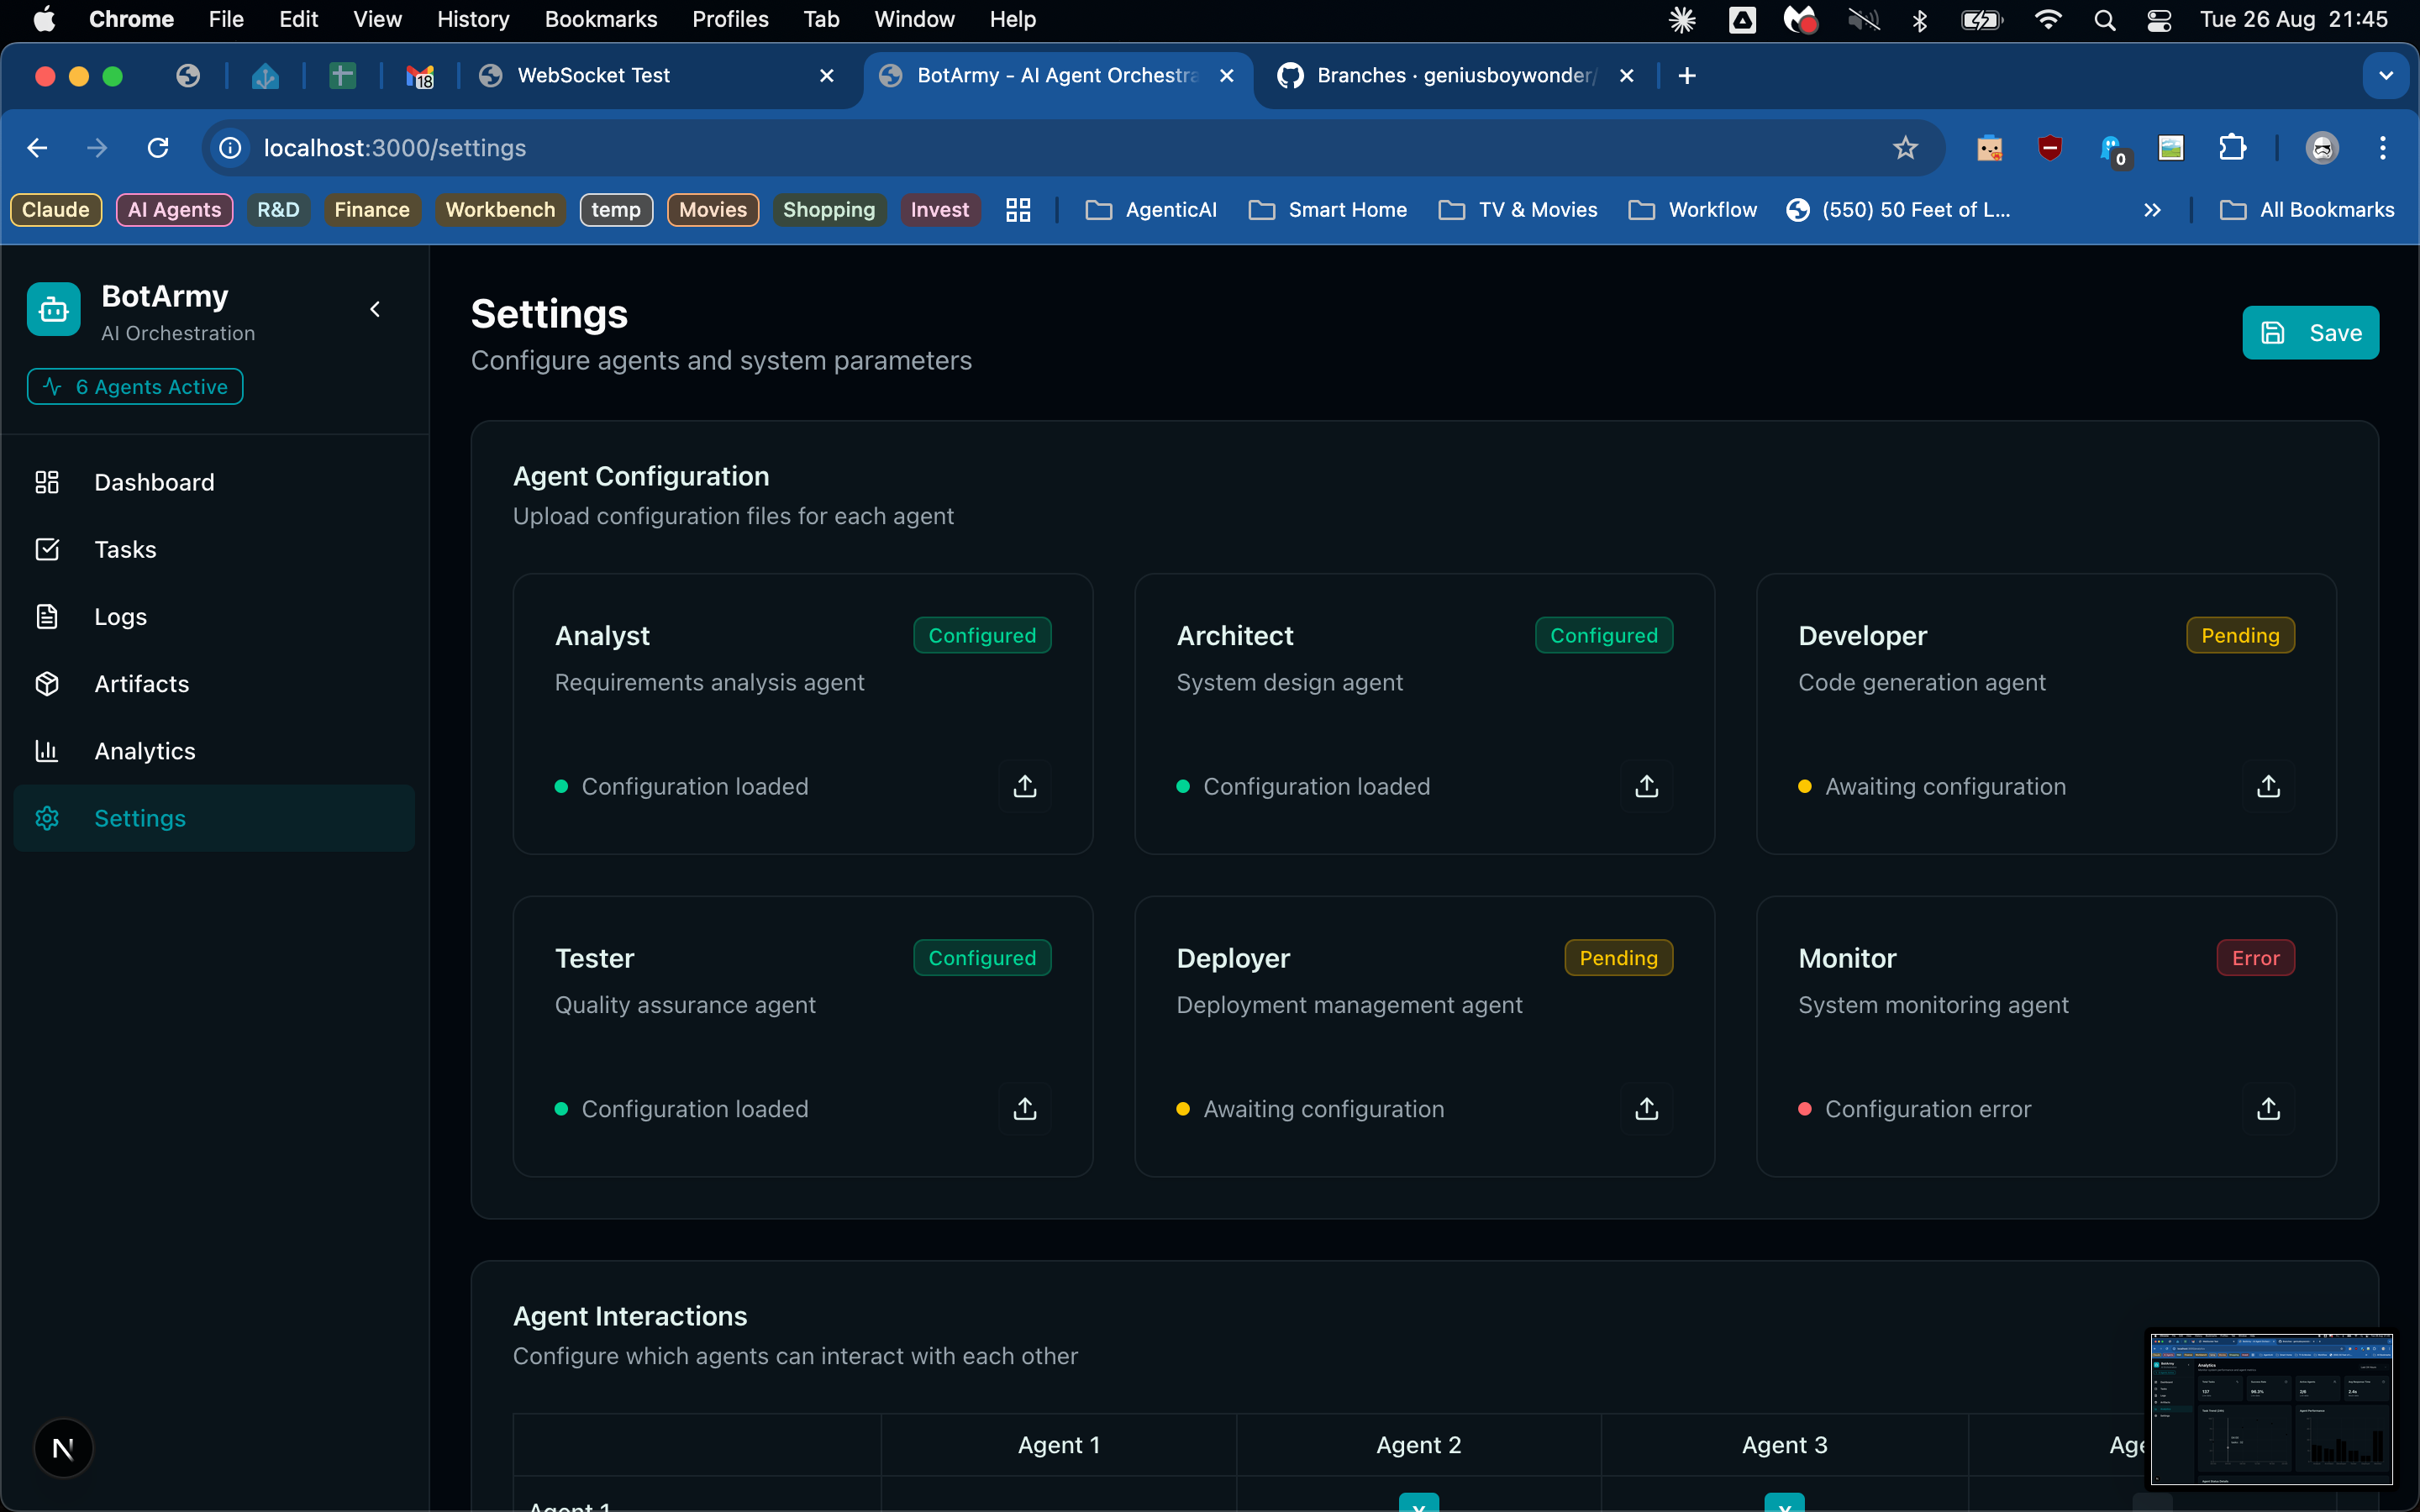 Chrome File Edit View History Bookmarks Profiles Tab Window Help Tue 26 Aug 21:45
18 WebSocket Test BotArmy - AI Agent Orchestra Branches · geniusboywonder/
localhost:3000/settings 0
Claude AI Agents R&D Finance Workbench temp Movies Shopping Invest AgenticAI Smart Home TV & Movies Workflow (550) 50 Feet of L... All Bookmarks
BotArmy
AI Orchestration
6 Agents Active
Dashboard
Tasks
Logs
Artifacts
Analytics
Settings
N
Settings
Configure agents and system parameters
Save
Agent Configuration
Upload configuration files for each agent
Analyst Configured
Requirements analysis agent
Configuration loaded
Architect Configured
System design agent
Configuration loaded
Developer Pending
Code generation agent
Awaiting configuration
Tester Configured
Quality assurance agent
Configuration loaded
Deployer Pending
Deployment management agent
Awaiting configuration
Monitor Error
System monitoring agent
Configuration error
Agent Interactions
Configure which agents can interact with each other
Agent 1 Agent 2 Agent 3 Age
Agent 1